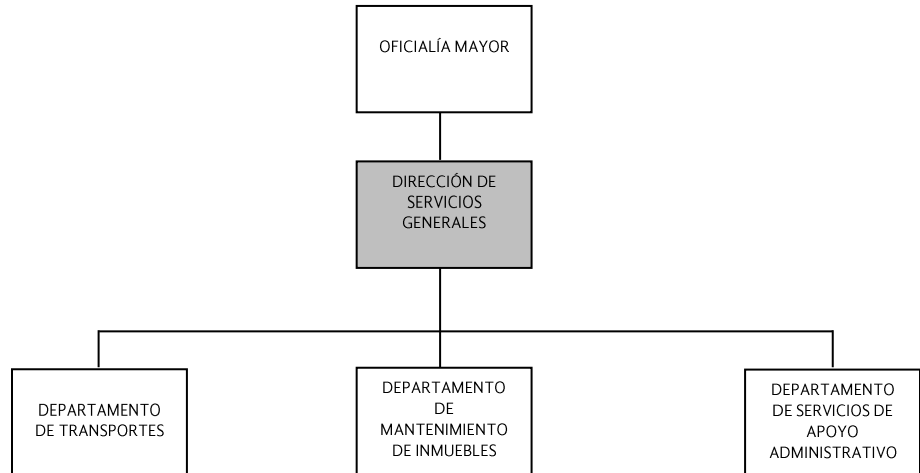 OFICIALÍA MAYOR
DIRECCIÓN DE
SERVICIOS
GENERALES
DEPARTAMENTO
DE TRANSPORTES
DEPARTAMENTO
DE
MANTENIMIENTO
DE INMUEBLES
DEPARTAMENTO
DE SERVICIOS DE
APOYO
ADMINISTRATIVO